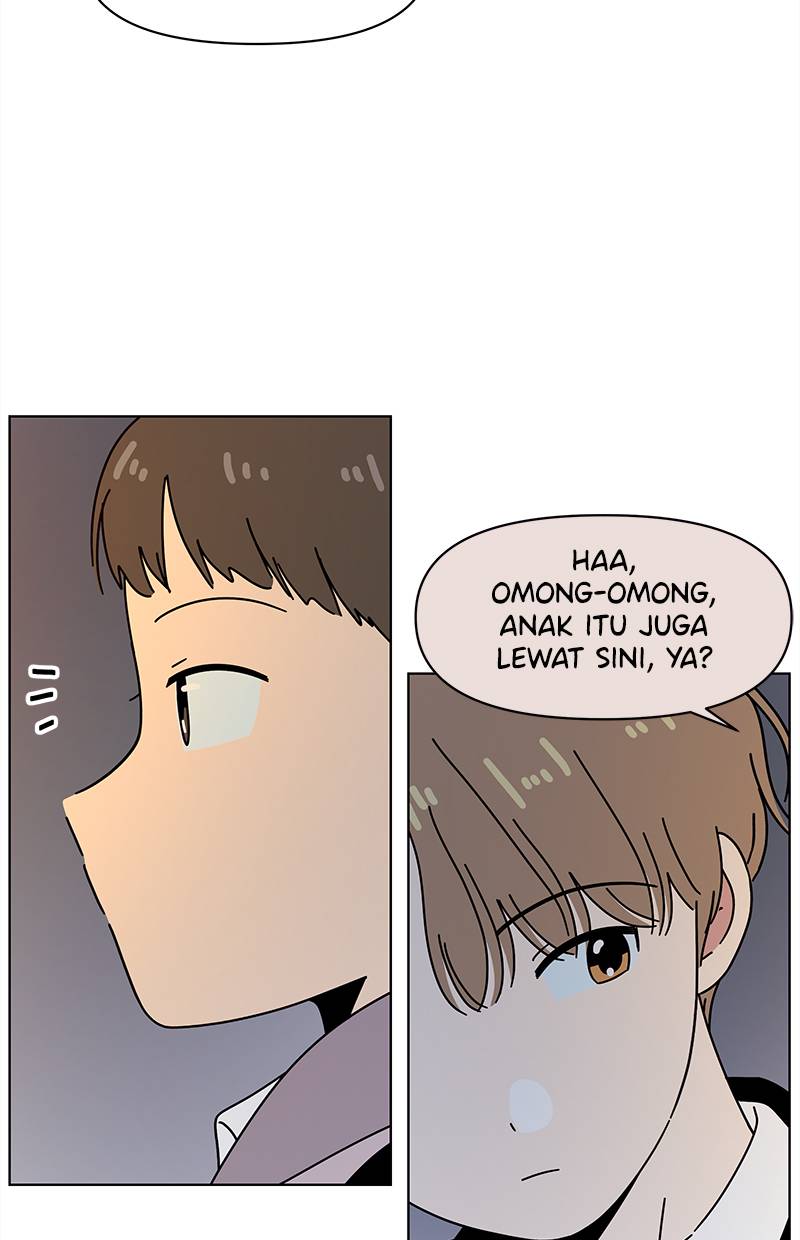 HAA,
OMONG-OMONG,
ANAK ITU JUGA
LEWAT SINI, YA?